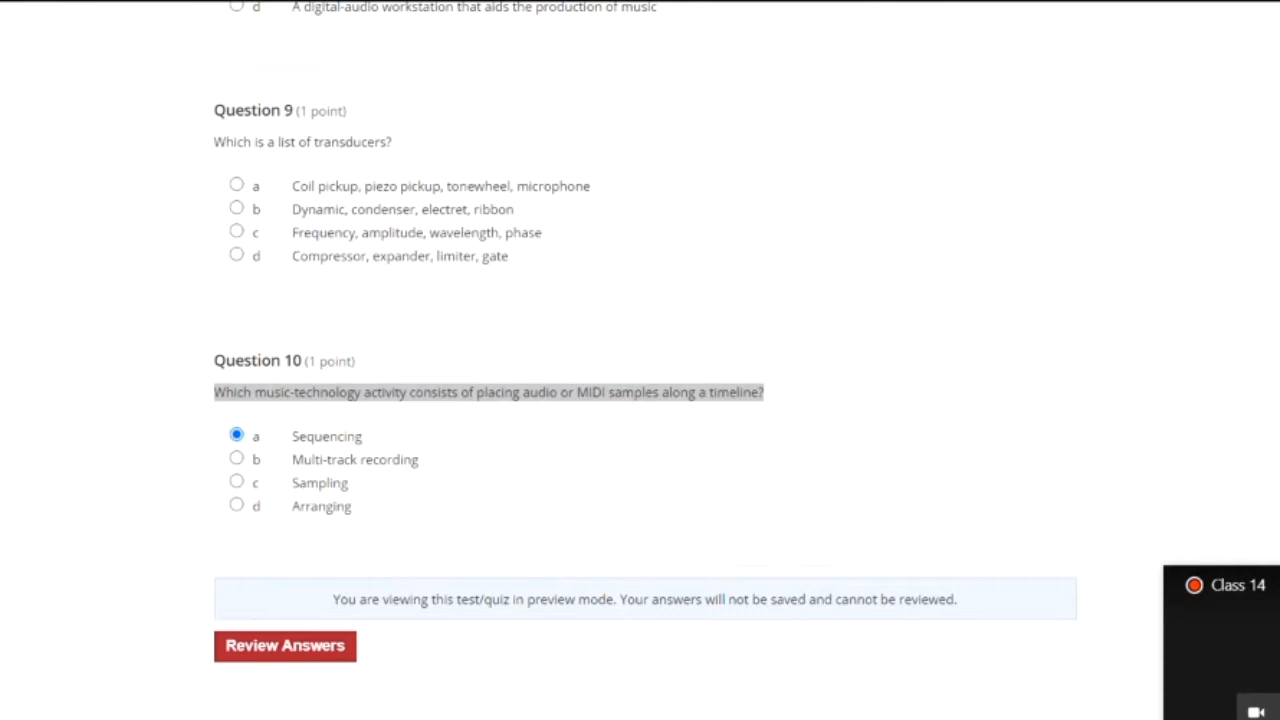 d A digital-audio workstation that aids the production of music
Question 9 (1 point)
Which is a list of transducers?
a Coil pickup, piezo pickup, tonewheel, microphone
b Dynamic, condenser, electret, ribbon
c Frequency, amplitude, wavelength, phase
d Compressor, expander, limiter, gate
Question 10 (1 point)
Which music-technology activity consists of placing audio or MIDI samples along a timeline?
a Sequencing
b Multi-track recording
c Sampling
d Arranging
You are viewing this test/quiz in preview mode. Your answers will not be saved and cannot be reviewed.
Class 14
Review Answers